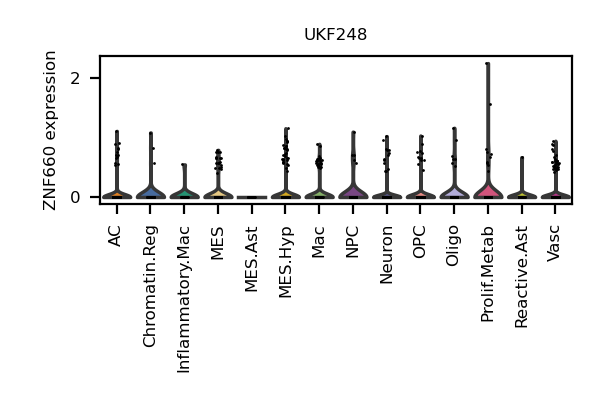 UKF248
ZNF660 expression
2
0
AC
Chromatin.Reg
Inflammatory.Mac
MES
MES.Ast
MES.Hyp
Mac
NPC
Neuron
OPC
Oligo
Prolif.Metab
Reactive.Ast
Vasc